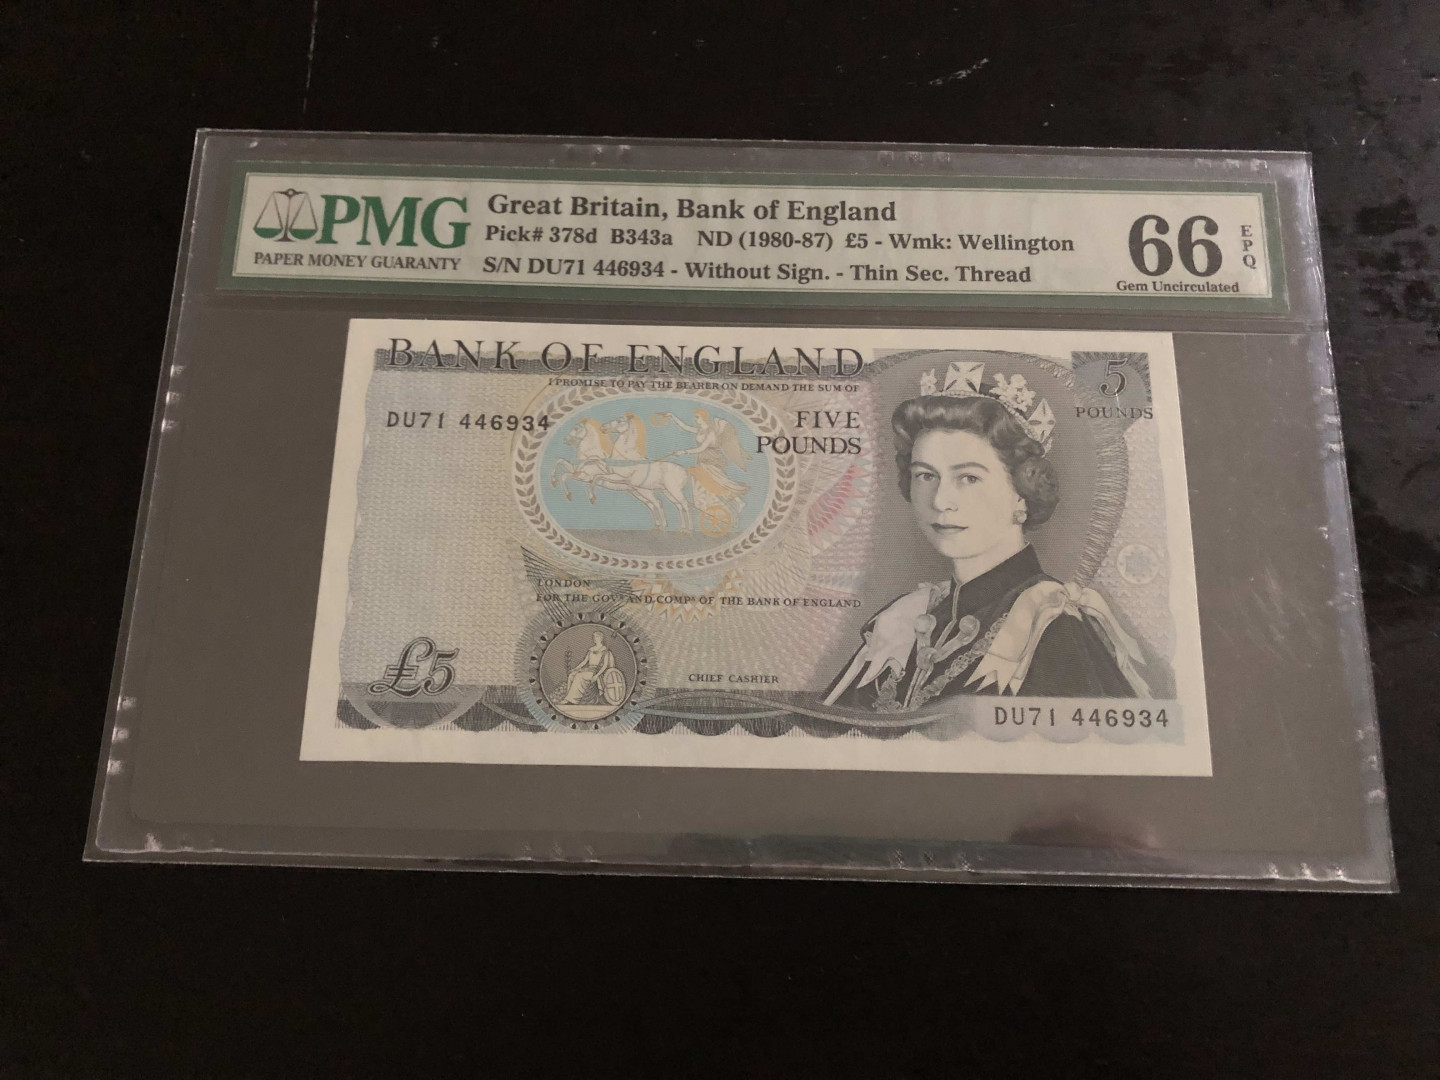 PMG
PAPER MONEY GUARANTY
Great Britain, Bank of England
Pick# 378d B343a ND (1980-87) £5 - Wmk: Wellington
S/N DU71 446934 - Without Sign. - Thin Sec. Thread
66
EPQ
Gem Uncirculated
BANK OF ENGLAND
I PROMISE TO PAY THE BEARER ON DEMAND THE SUM OF
DU71 446934
FIVE
POUNDS
5
POUNDS
LONDON
FOR THE GOVR AND COMPA OF THE BANK OF ENGLAND
£5
CHIEF CASHIER
DU71 446934